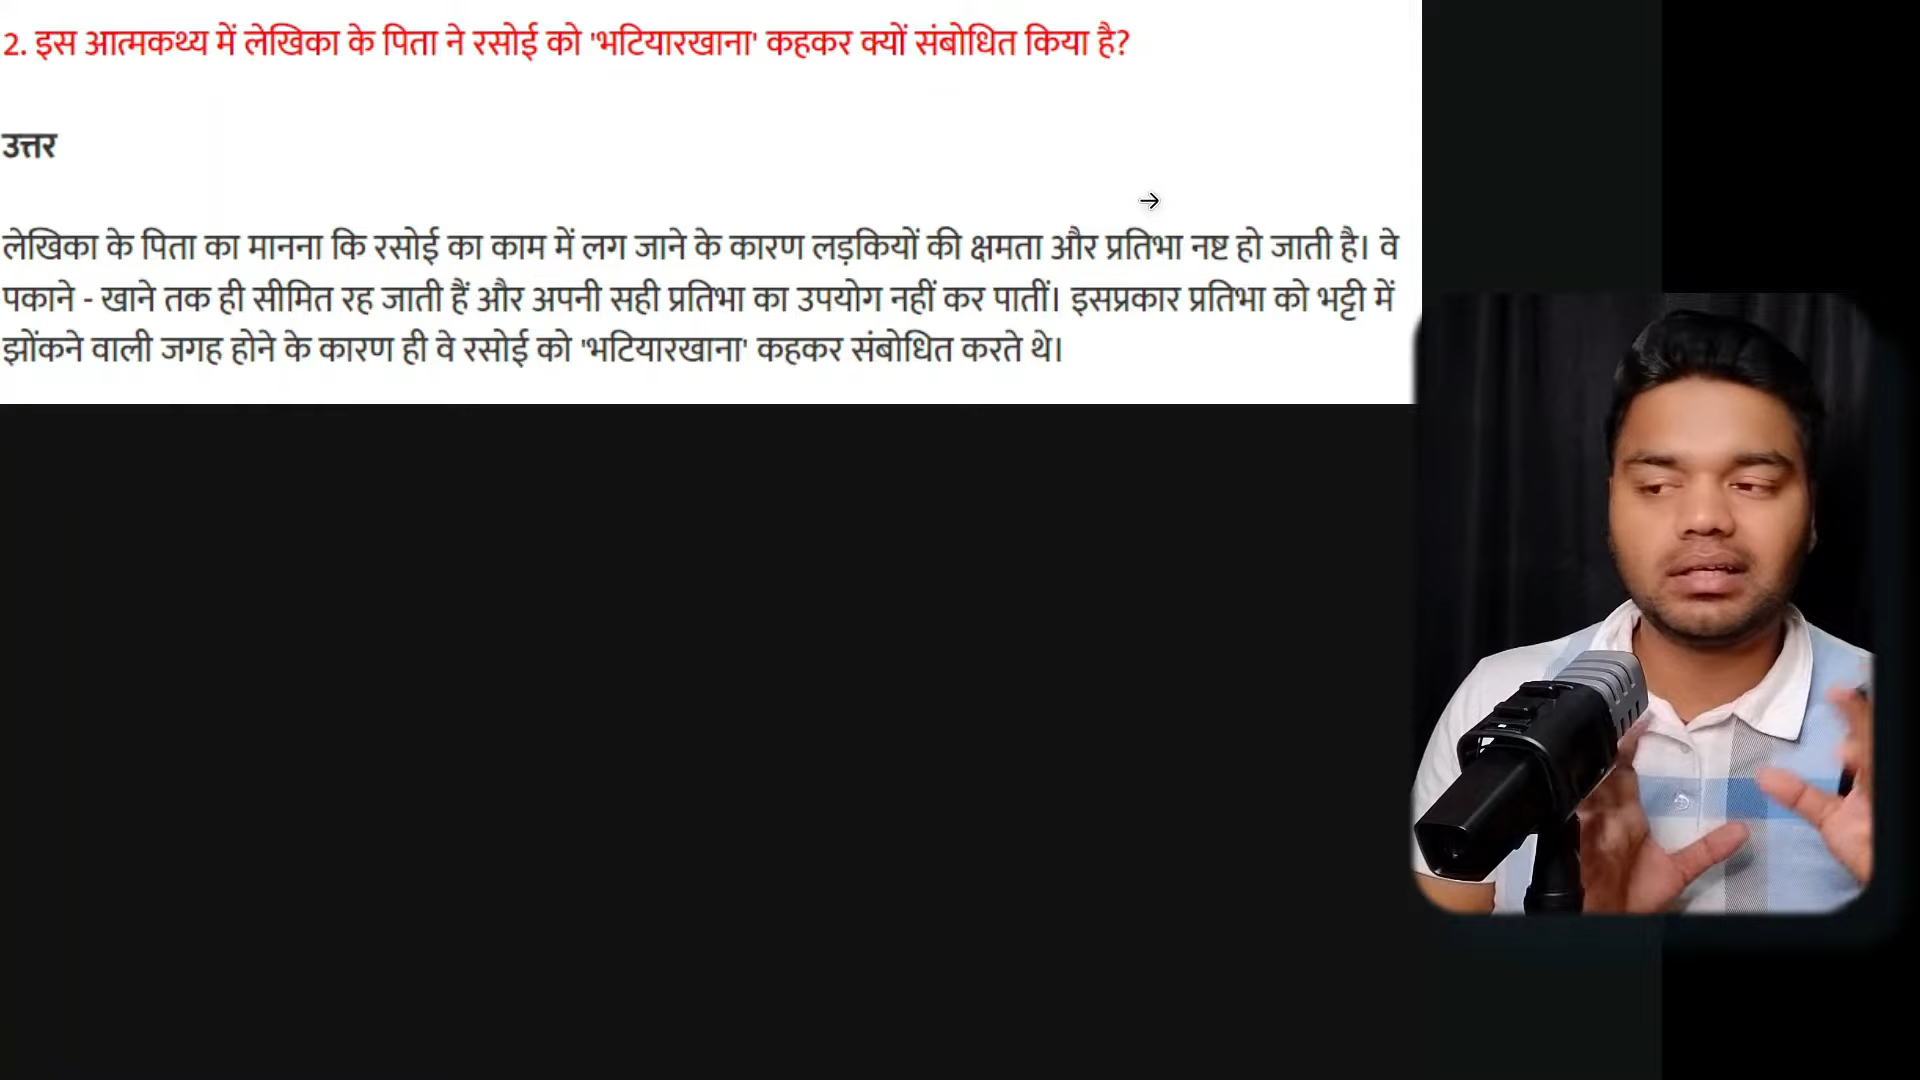 2. इस आत्मकथ्य में लेखिका के पिता ने रसोई को 'भटियारखाना' कहकर क्यों संबोधित किया है?
उत्तर
लेखिका के पिता का मानना कि रसोई का काम में लग जाने के कारण लड़कियों की क्षमता और प्रतिभा नष्ट हो जाती है। वे
पकाने - खाने तक ही सीमित रह जाती हैं और अपनी सही प्रतिभा का उपयोग नहीं कर पातीं। इसप्रकार प्रतिभा को भट्टी में
झोंकने वाली जगह होने के कारण ही वे रसोई को 'भटियारखाना' कहकर संबोधित करते थे।